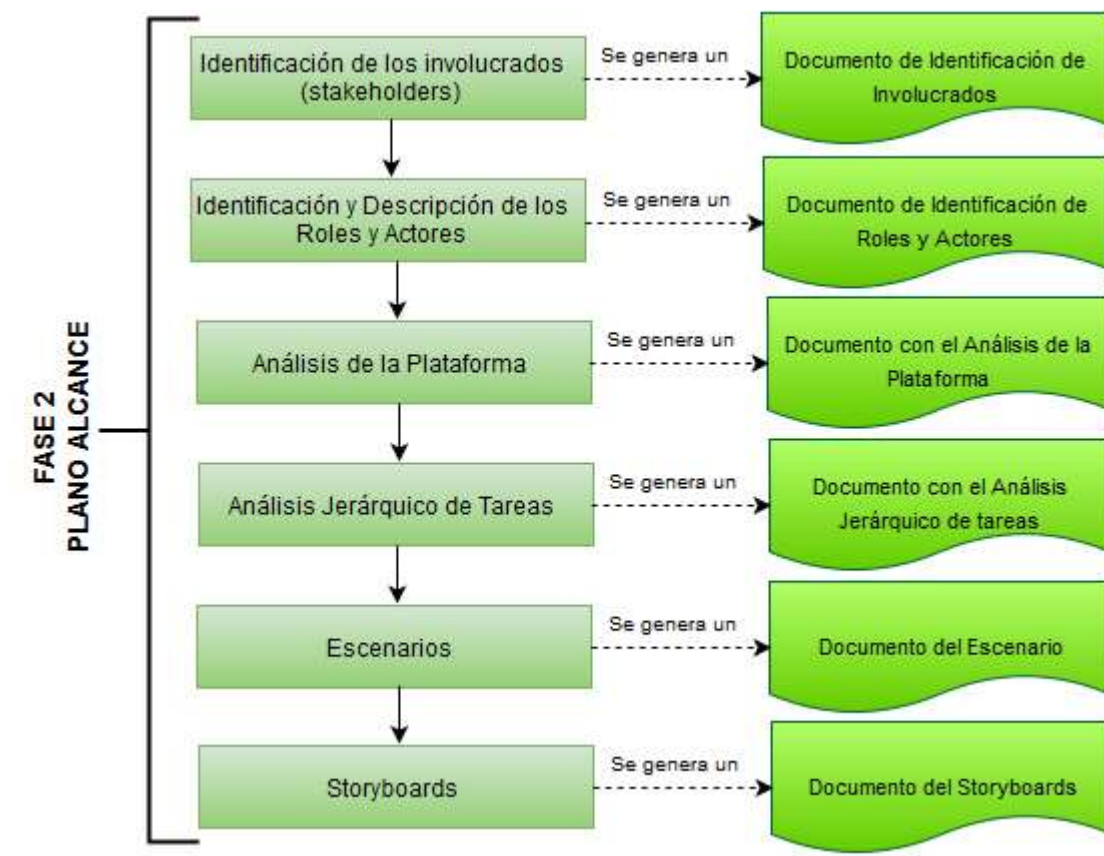 FASE 2
PLANO ALCANCE
Identificación de los involucrados
(stakeholders)
Se genera un
Documento de Identificación de
Involucrados
Identificación y Descripción de los
Roles y Actores
Se genera un
Documento de Identificación de
Roles y Actores
Análisis de la Plataforma
Se genera un
Documento con el Análisis de la
Plataforma
Análisis Jerárquico de Tareas
Se genera un
Documento con el Análisis
Jerárquico de tareas
Escenarios
Se genera un
Documento del Escenario
Storyboards
Se genera un
Documento del Storyboards